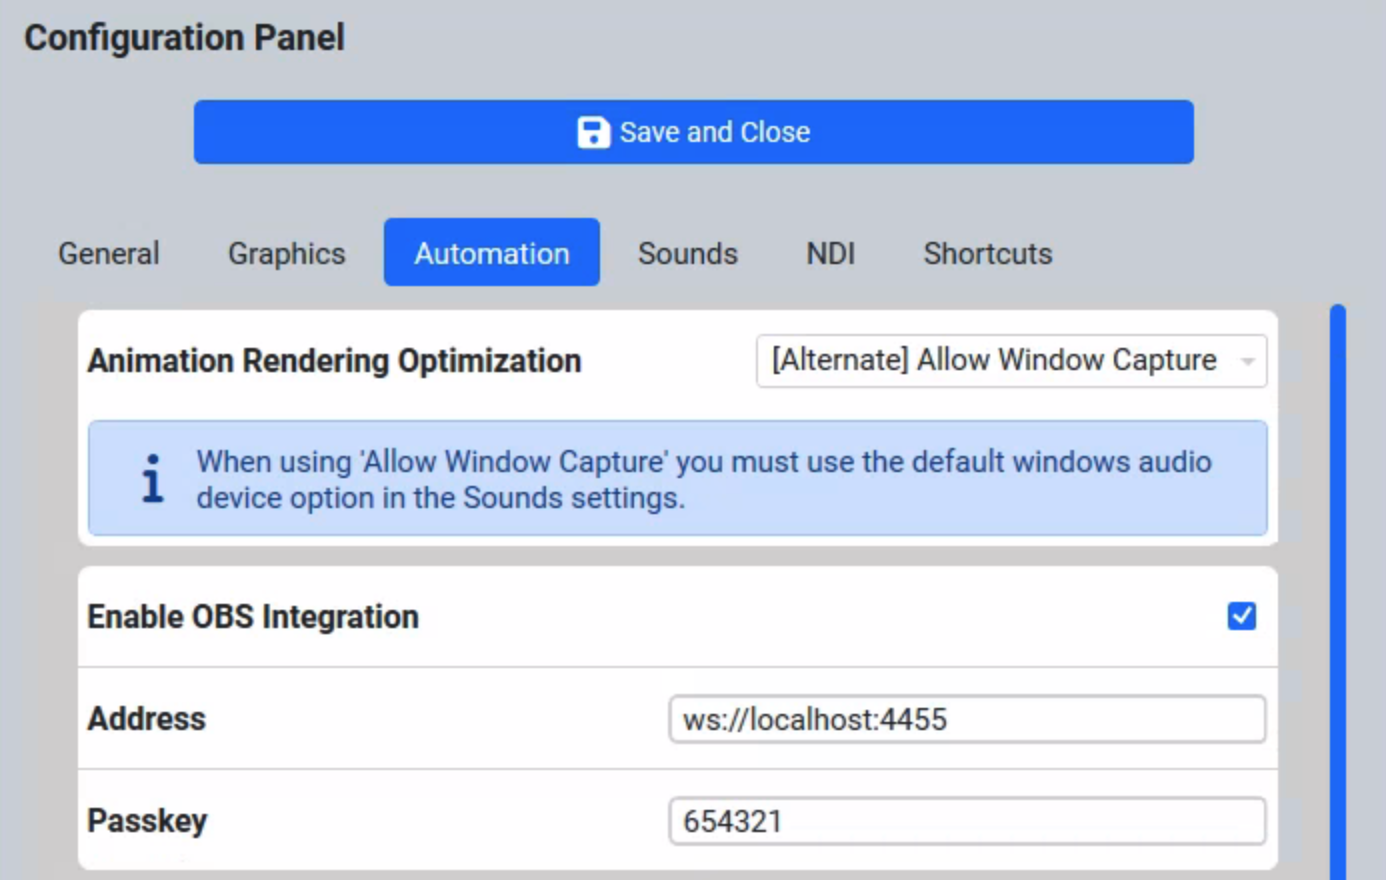 Configuration Panel
Save and Close
General Graphics Automation Sounds NDI Shortcuts
Animation Rendering Optimization [Alternate] Allow Window Capture
When using 'Allow Window Capture' you must use the default windows audio
device option in the Sounds settings.
Enable OBS Integration
Address ws://localhost:4455
Passkey 654321